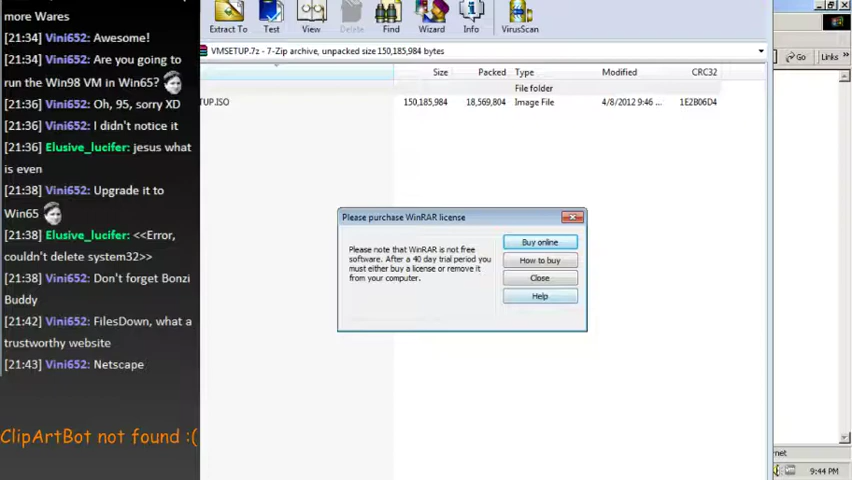 more Wares
[21:34] Vini652: Awesome!
[21:34] Vini652: Are you going to
run the Win98 VM in Win65?
[21:36] Vini652: Oh, 95, sorry XD
[21:36] Vini652: I didn't notice it
[21:36] Elusive_lucifer: jesus what
is even
[21:38] Vini652: Upgrade it to
Win65
[21:38] Elusive_lucifer: <<Error,
couldn't delete system32>>
[21:38] Vini652: Don't forget Bonzi
Buddy
[21:42] Vini652: FilesDown, what a
trustworthy website
[21:43] Vini652: Netscape
ClipArtBot not found :(
Extract To Test View Delete Find Wizard Info VirusScan
VMSETUP.7z - 7-Zip archive, unpacked size 150,185,984 bytes
Size Packed Type Modified CRC32
File folder
TUP.ISO 150,185,984 18,569,804 Image File 4/8/2012 9:46 ... 1E2B06D4
Please purchase WinRAR license
Please note that WinRAR is not free
software. After a 40 day trial period you
must either buy a license or remove it
from your computer.
Buy online
How to buy
Close
Help
Go Links »
net
9:44 PM